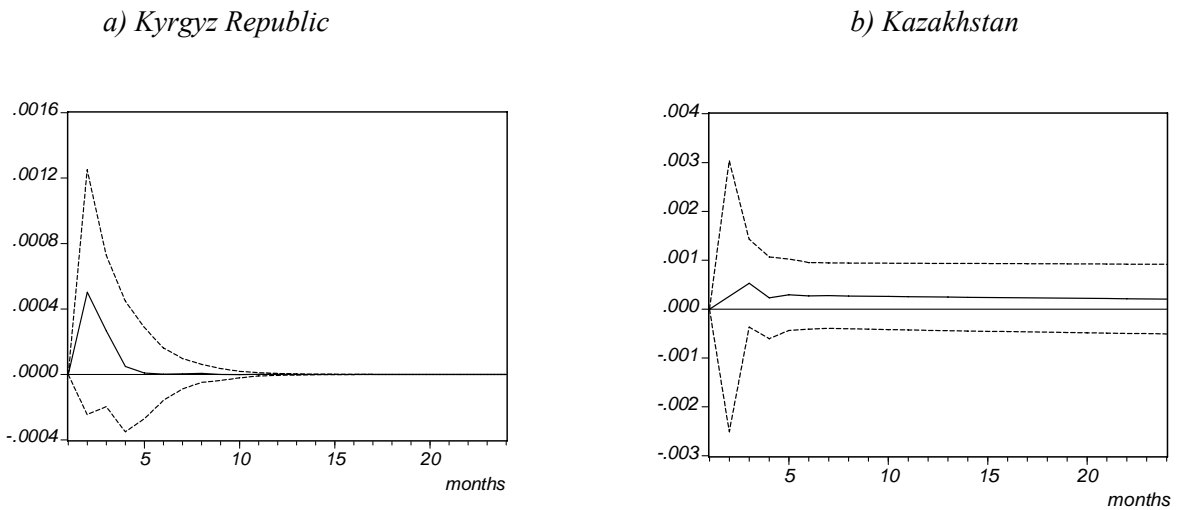 a) Kyrgyz Republic
.0016
.0012
.0008
.0004
.0000
-.0004
5 10 15 20
months
b) Kazakhstan
.004
.003
.002
.001
.000
-.001
-.002
-.003
5 10 15 20
months